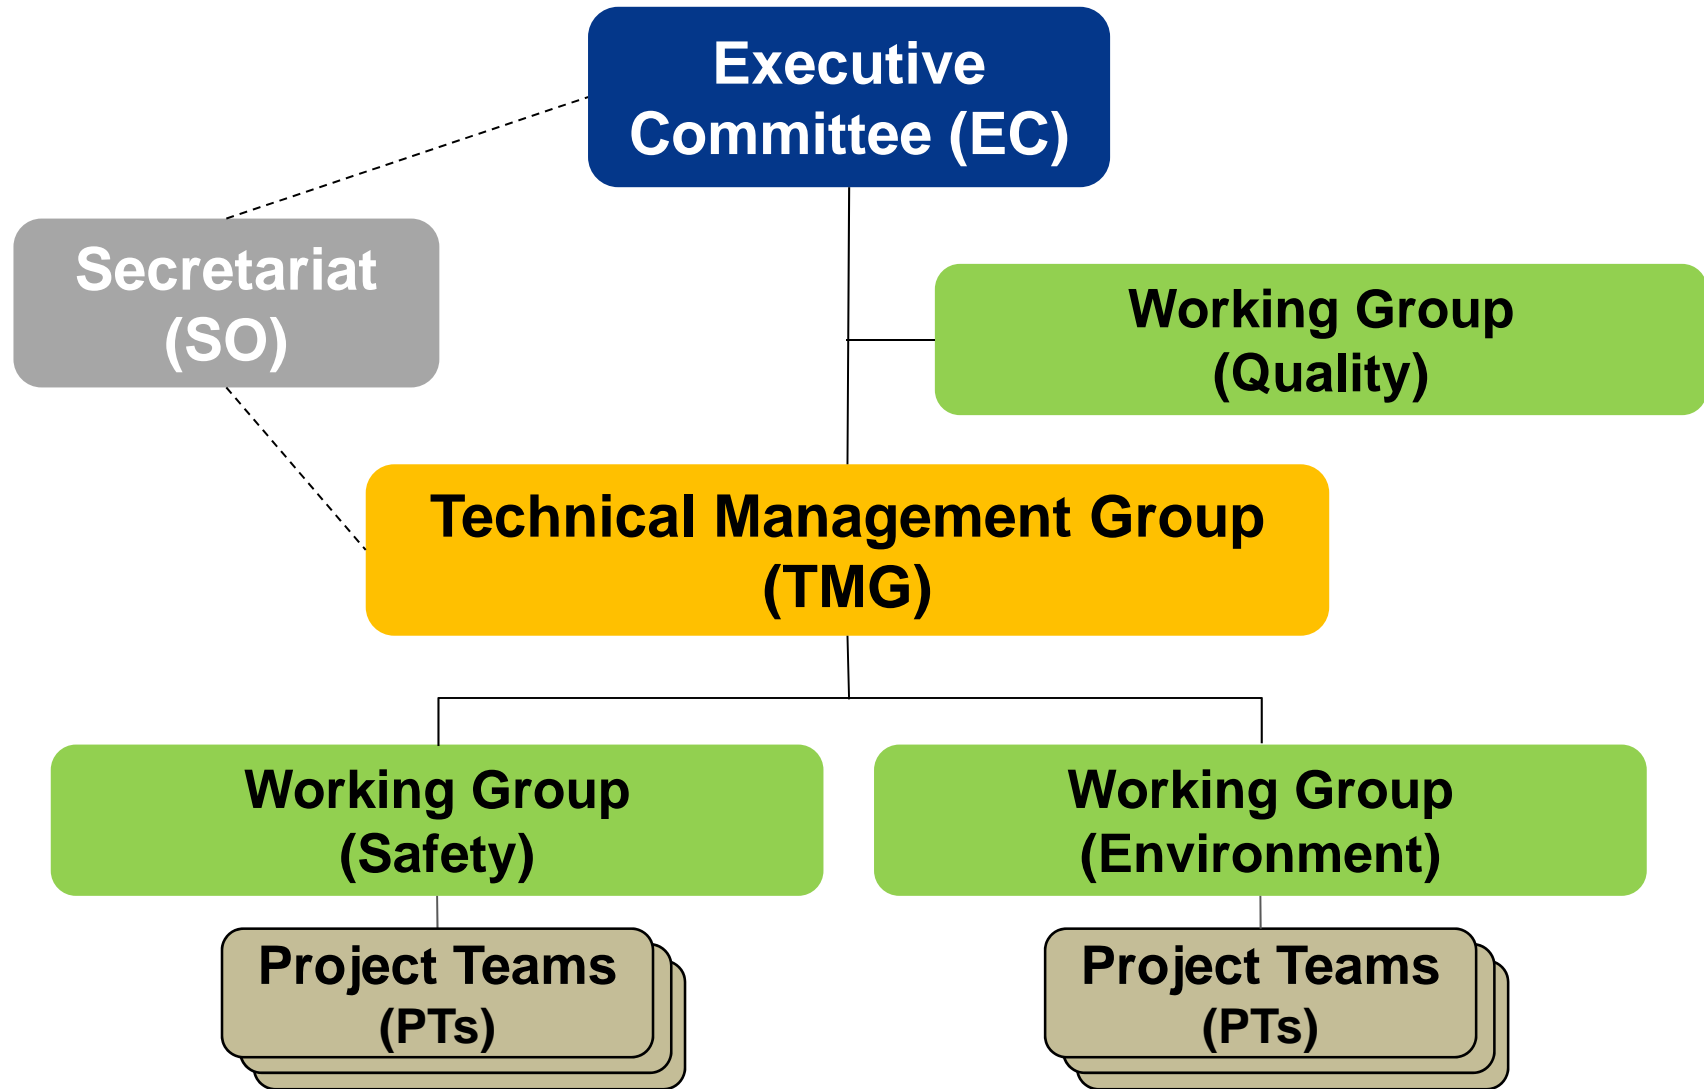 Executive
Committee (EC)
Secretariat
(SO)
Working Group
(Quality)
Technical Management Group
(TMG)
Working Group
(Safety)
Working Group
(Environment)
Project Teams
(PTs)
Project Teams
(PTs)